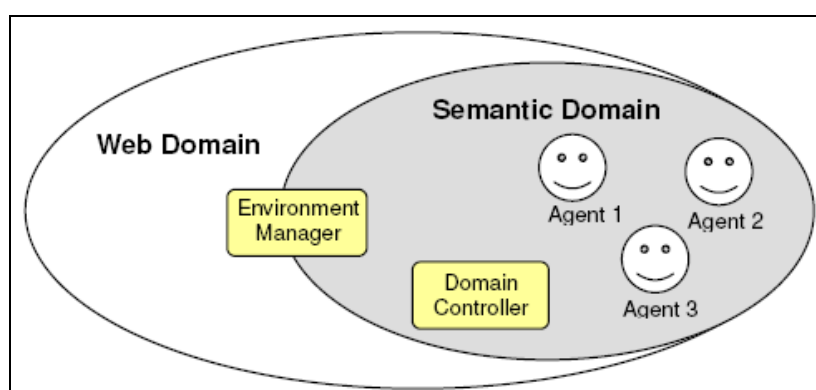 Semantic Domain
Web Domain
Environment
Manager
Agent 1
Agent 2
Domain
Controller
Agent 3